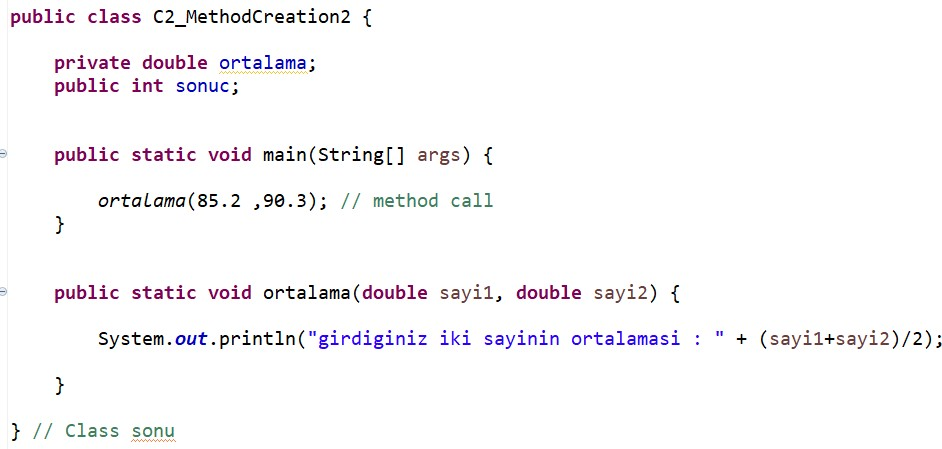 public class C2_MethodCreation2 {
private double ortalama;
public int sonuc;
public static void main(String[] args) {
ortalama(85.2 ,90.3); // method call
}
public static void ortalama(double sayi1, double sayi2) {
System.out.println("girdiginiz iki sayinin ortalamasi : " + (sayi1+sayi2)/2);
}
} // Class sonu